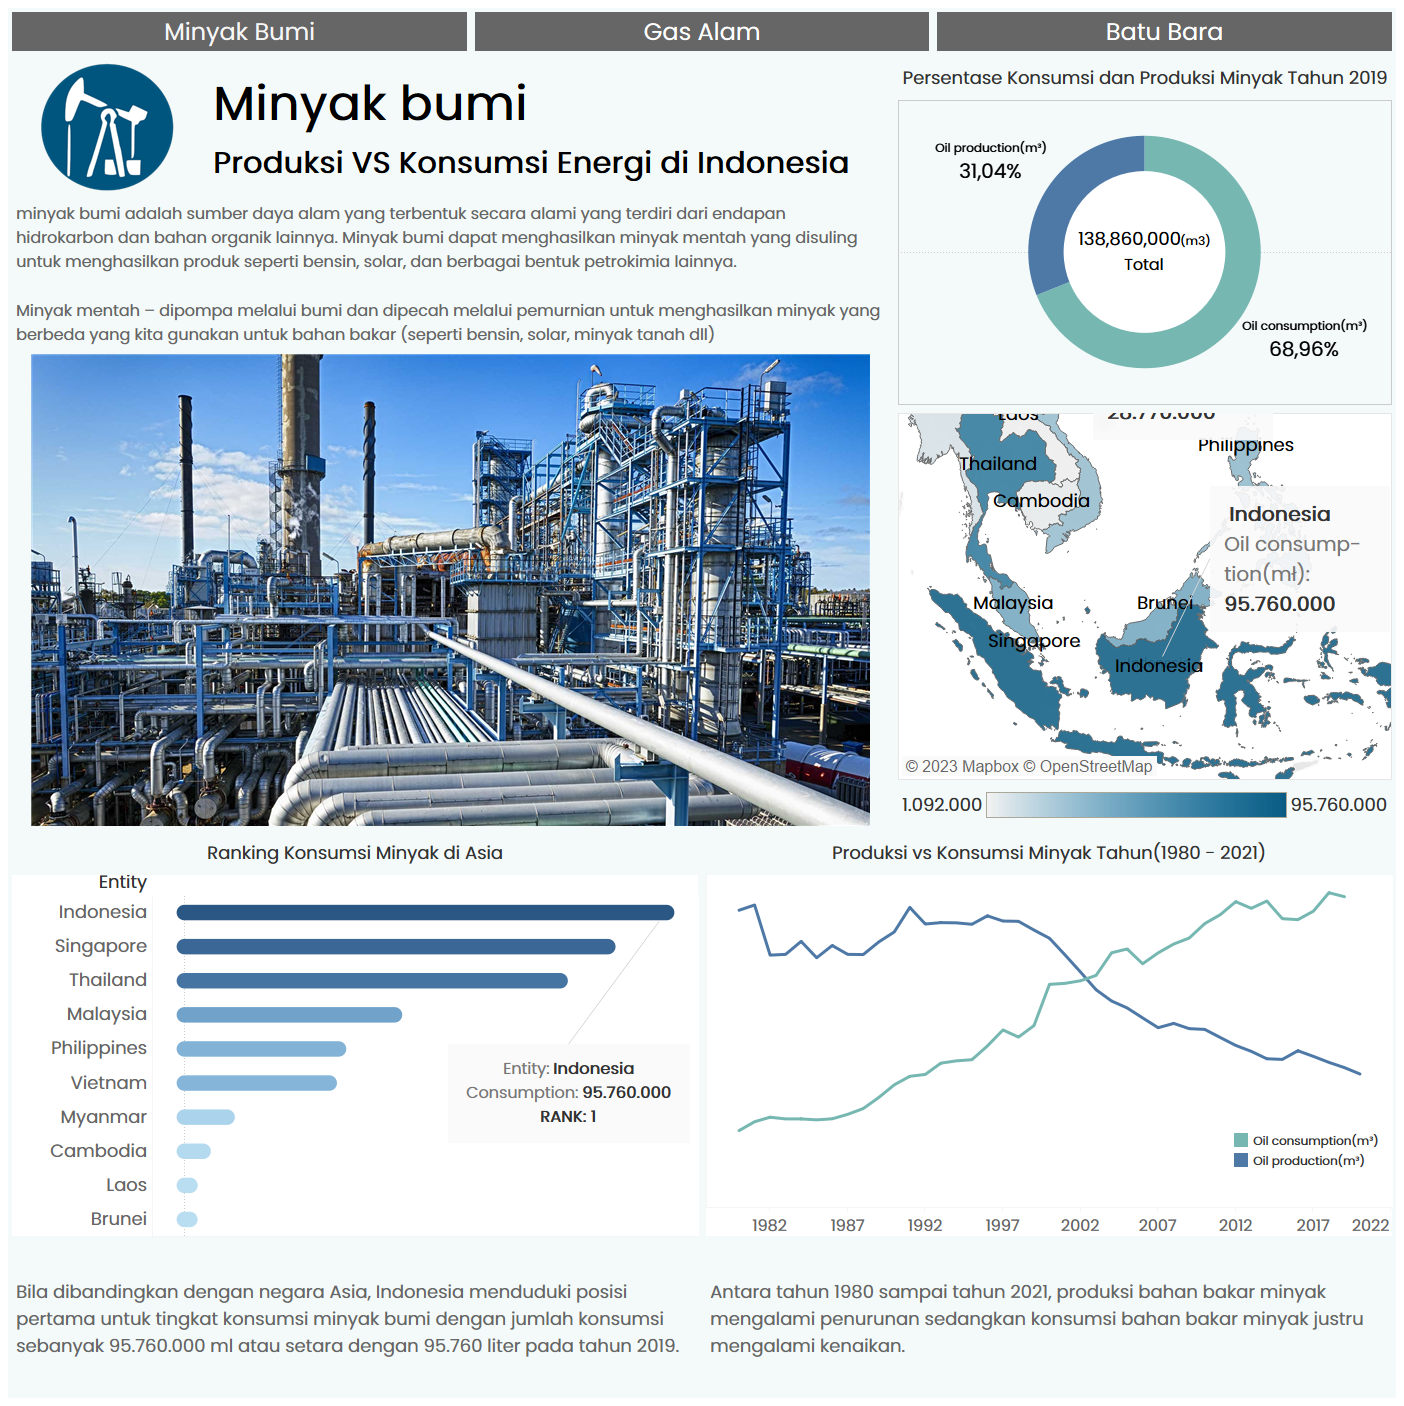 Minyak Bumi
Gas Alam
Batu Bara
Minyak bumi
Produksi VS Konsumsi Energi di Indonesia
minyak bumi adalah sumber daya alam yang terbentuk secara alami yang terdiri dari endapan
hidrokarbon dan bahan organik lainnya. Minyak bumi dapat menghasilkan minyak mentah yang disuling
untuk menghasilkan produk seperti bensin, solar, dan berbagai bentuk petrokimia lainnya.
Minyak mentah – dipompa melalui bumi dan dipecah melalui pemurnian untuk menghasilkan minyak yang
berbeda yang kita gunakan untuk bahan bakar (seperti bensin, solar, minyak tanah dll)
Persentase Konsumsi dan Produksi Minyak Tahun 2019
Oil production(m³)
31,04%
138,860,000(m3)
Total
Oil consumption(m³)
68,96%
Laos
28.770.000
Philippines
Thailand
Cambodia
Indonesia
Oil consump-
tion(mł):
95.760.000
Malaysia
Brunei
Singapore
Indonesia
© 2023 Mapbox © OpenStreetMap
1.092.000
95.760.000
Ranking Konsumsi Minyak di Asia
Entity
Indonesia
Singapore
Thailand
Malaysia
Philippines
Vietnam
Myanmar
Cambodia
Laos
Brunei
Entity: Indonesia
Consumption: 95.760.000
RANK: 1
Produksi vs Konsumsi Minyak Tahun(1980 - 2021)
Oil consumption(m³)
Oil production(m³)
1982 1987 1992 1997 2002 2007 2012 2017 2022
Bila dibandingkan dengan negara Asia, Indonesia menduduki posisi
pertama untuk tingkat konsumsi minyak bumi dengan jumlah konsumsi
sebanyak 95.760.000 ml atau setara dengan 95.760 liter pada tahun 2019.
Antara tahun 1980 sampai tahun 2021, produksi bahan bakar minyak
mengalami penurunan sedangkan konsumsi bahan bakar minyak justru
mengalami kenaikan.